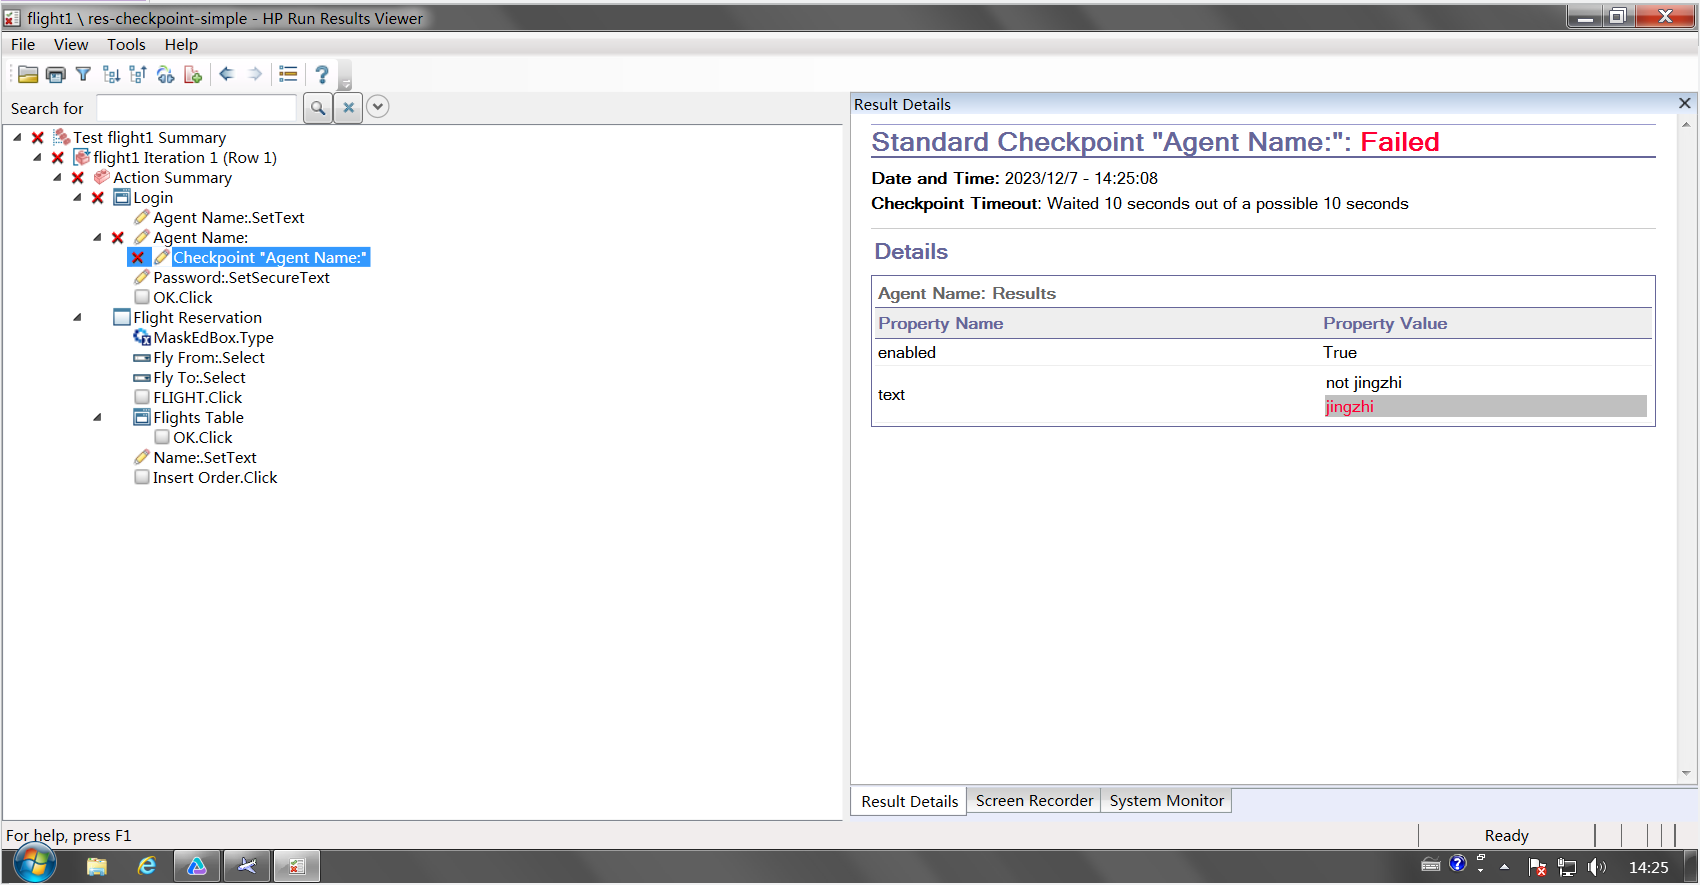 flight1 \ res-checkpoint-simple - HP Run Results Viewer
File View Tools Help
Search for
Test flight1 Summary
flight1 Iteration 1 (Row 1)
Action Summary
Login
Agent Name:.SetText
Agent Name:
Checkpoint "Agent Name:"
Password:.SetSecureText
OK.Click
Flight Reservation
MaskEdBox.Type
Fly From:.Select
Fly To:.Select
FLIGHT.Click
Flights Table
OK.Click
Name:.SetText
Insert Order.Click
Result Details
Standard Checkpoint "Agent Name:": Failed
Date and Time: 2023/12/7 - 14:25:08
Checkpoint Timeout: Waited 10 seconds out of a possible 10 seconds
Details
Agent Name: Results
Property Name Property Value
enabled True
text not jingzhi
jingzhi
Result Details Screen Recorder System Monitor
For help, press F1
Ready
14:25